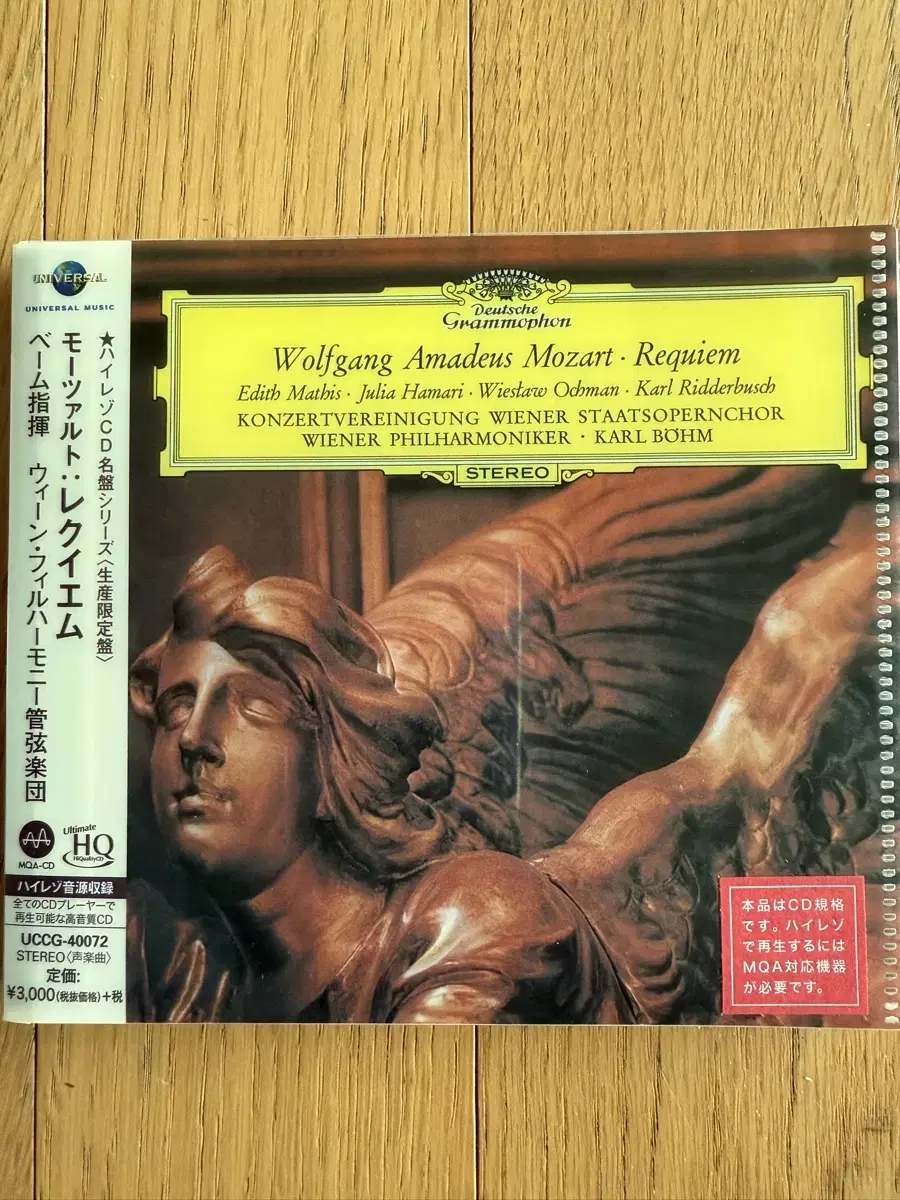 UNIVERSAL
UNIVERSAL MUSIC
★ハイレゾCD名盤シリーズ〈生産限定盤〉
モーツァルト:レクイエム
ベーム指揮 ウィーン・フィルハーモニー管弦楽団
MQA-CD
Ultimate
HQ
HiQualityCD
ハイレゾ音源収録
全てのCDプレーヤーで
再生可能な高音質CD
UCCG-40072
STEREO〈声楽曲〉
定価:
¥3,000(税抜価格)+税
Deutsche
Grammophon
Wolfgang Amadeus Mozart · Requiem
Edith Mathis · Julia Hamari · Wiesław Ochman · Karl Ridderbusch
KONZERTVEREINIGUNG WIENER STAATSOPERNCHOR
WIENER PHILHARMONIKER · KARL BÖHM
STEREO
本品はCD規格
です。ハイレゾ
で再生するには
MQA対応機器
が必要です。